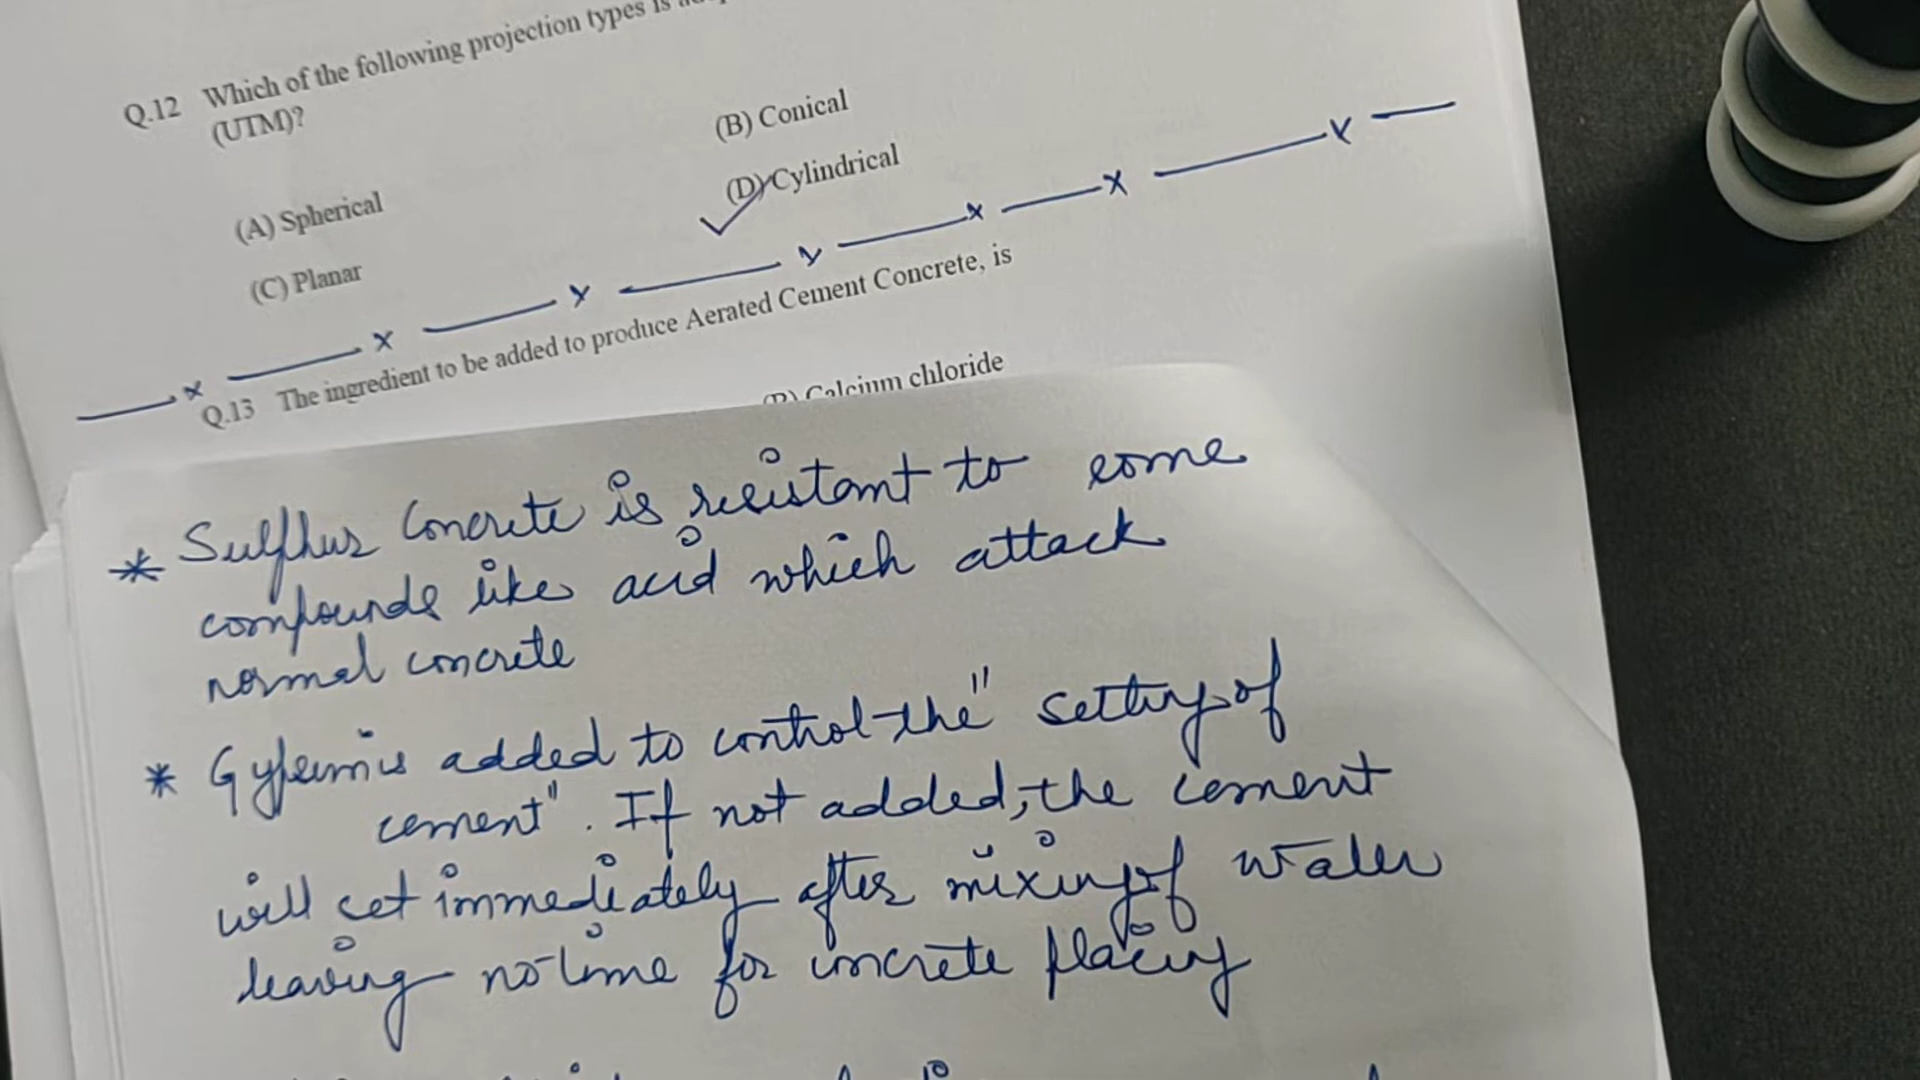 Q.12 Which of the following projection types is
(UTM)?
(A) Spherical
(B) Conical
(C) Planar
(D) Cylindrical
Q.13 The ingredient to be added to produce Aerated Cement Concrete, is
Calcium chloride
* Sulphur Concrete is resistant to some
compounds like acid which attack
normal concrete
* Gypsum is added to control the "setting of
cement". If not added, the cement
will set immediately after mixing of water
leaving no time for concrete placing